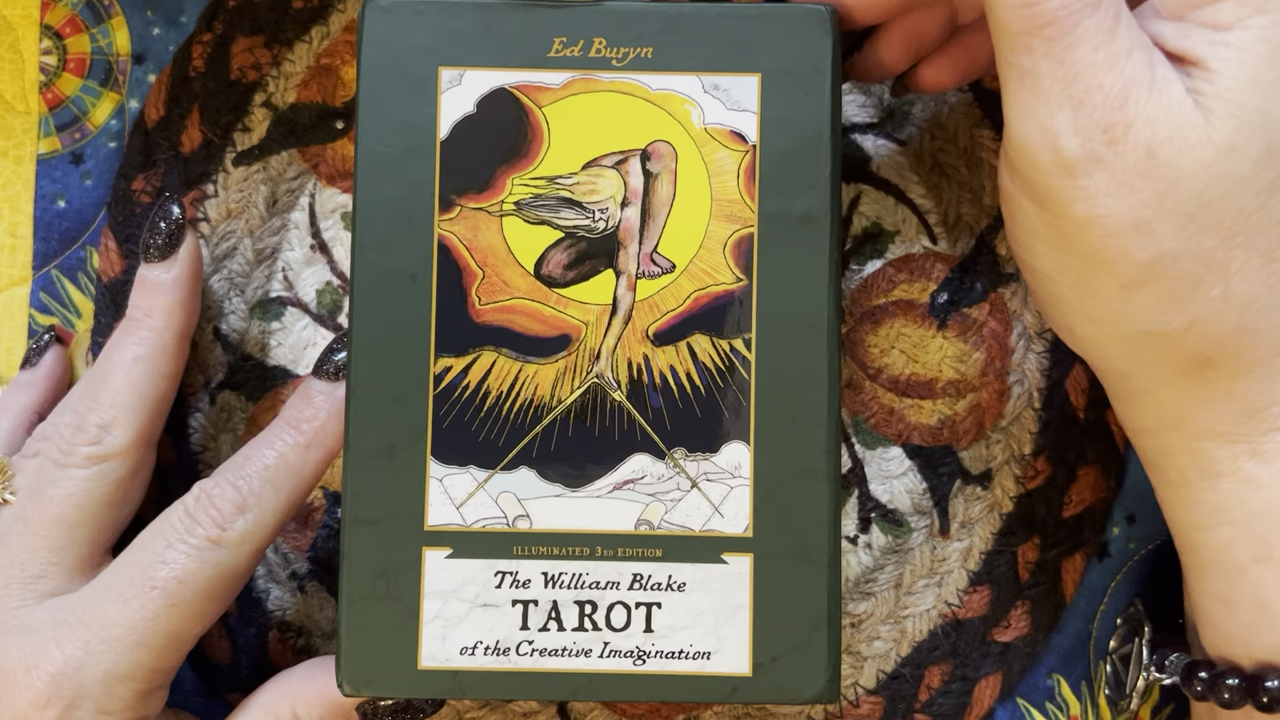 Ed Buryn
ILLUMINATED 3RD EDITION
The William Blake
TAROT
of the Creative Imagination